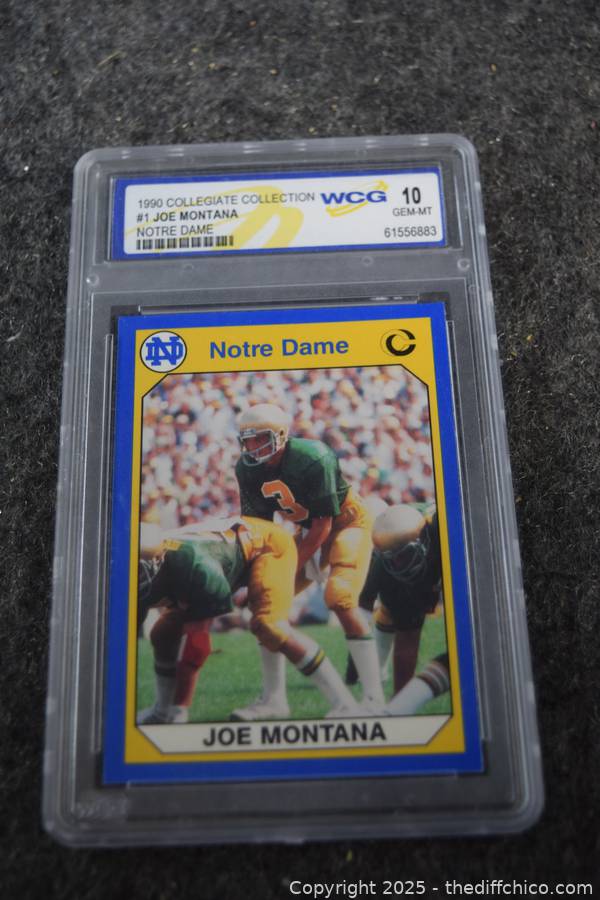 1990 COLLEGIATE COLLECTION WCG 10
#1 JOE MONTANA GEM-MT
NOTRE DAME 61556883
ND Notre Dame C
3
JOE MONTANA
Copyright 2025 - thediffchico.com